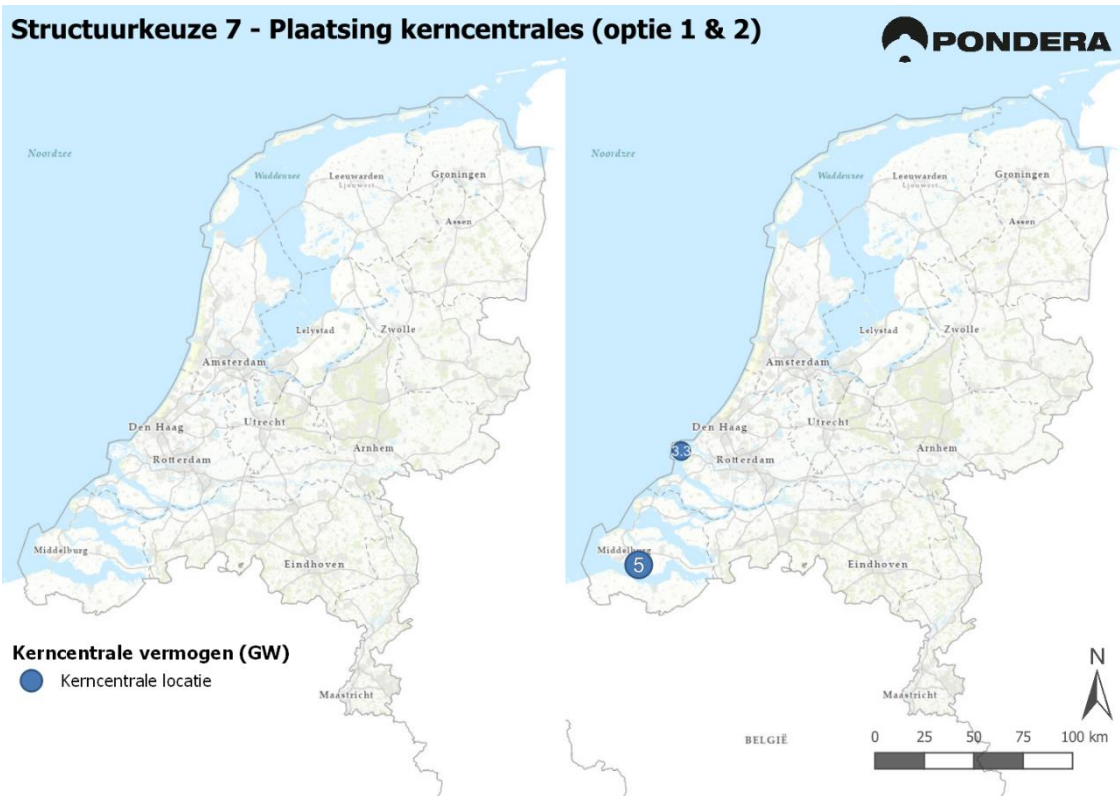 Structuurkeuze 7 - Plaatsing kerncentrales (optie 1 & 2)
PONDERA
Noordzee
Waddenzee
Leeuwarden
Ljouwert
Groningen
Assen
Lelystad
Zwolle
Amsterdam
Den Haag
Utrecht
Rotterdam
Arnhem
Middelburg
Eindhoven
Maastricht
Noordzee
Waddenzee
Leeuwarden
Ljouwert
Groningen
Assen
Lelystad
Zwolle
Amsterdam
Den Haag
Utrecht
3.3
Rotterdam
Arnhem
Middelburg
5
Eindhoven
Maastricht
BELGIË
Kerncentrale vermogen (GW)
Kerncentrale locatie
N
0 25 50 75 100 km